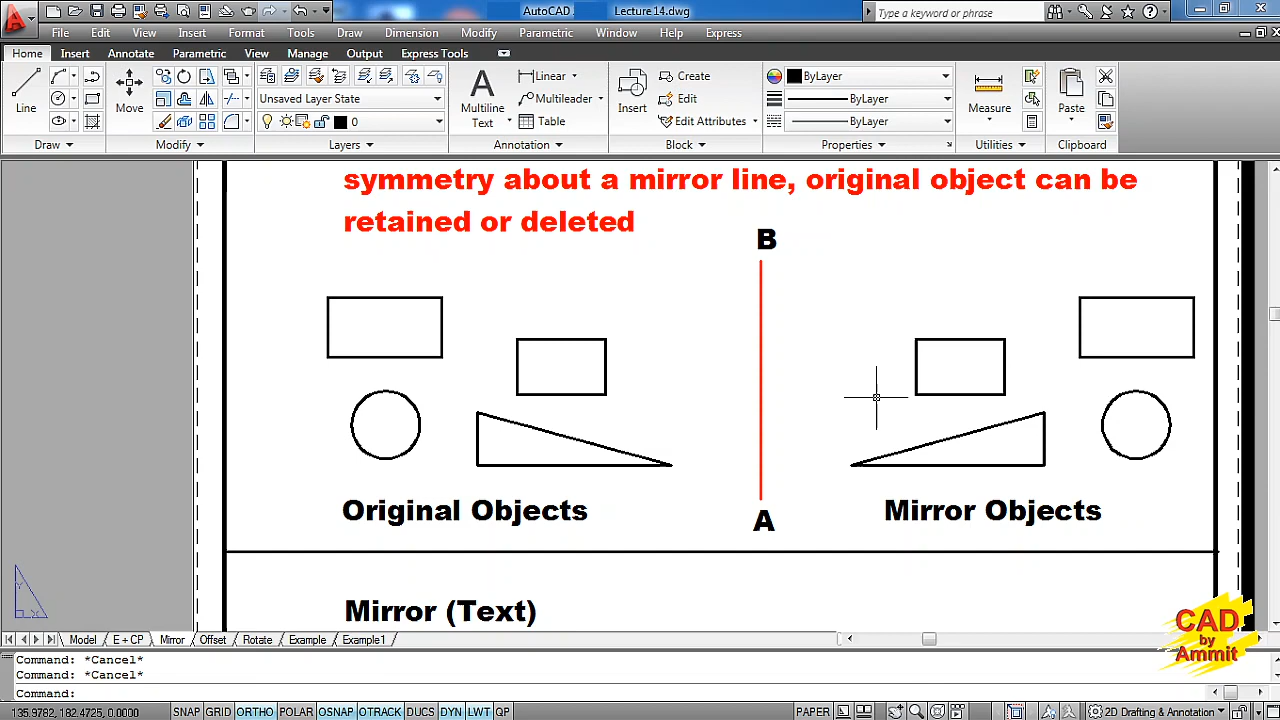 AutoCAD Lecture 14.dwg Type a keyword or phrase
File Edit View Insert Format Tools Draw Dimension Modify Parametric Window Help Express
Home Insert Annotate Parametric View Manage Output Express Tools
Line
Move
Unsaved Layer State
0
A
Multiline
Text
Linear
Multileader
Table
Insert
Create
Edit
Edit Attributes
ByLayer
ByLayer
ByLayer
Measure
Paste
Draw Modify Layers Annotation Block Properties Utilities Clipboard
symmetry about a mirror line, original object can be
retained or deleted
B
Original Objects
A
Mirror Objects
Mirror (Text)
CAD
by
Ammit
Y
X
Model E + CP Mirror Offset Rotate Example Example1
Command: *Cancel*
Command: *Cancel*
Command:
135.9782, 182.4725, 0.0000 SNAP GRID ORTHO POLAR OSNAP OTRACK DUCS DYN LWT QP PAPER 2D Drafting & Annotation